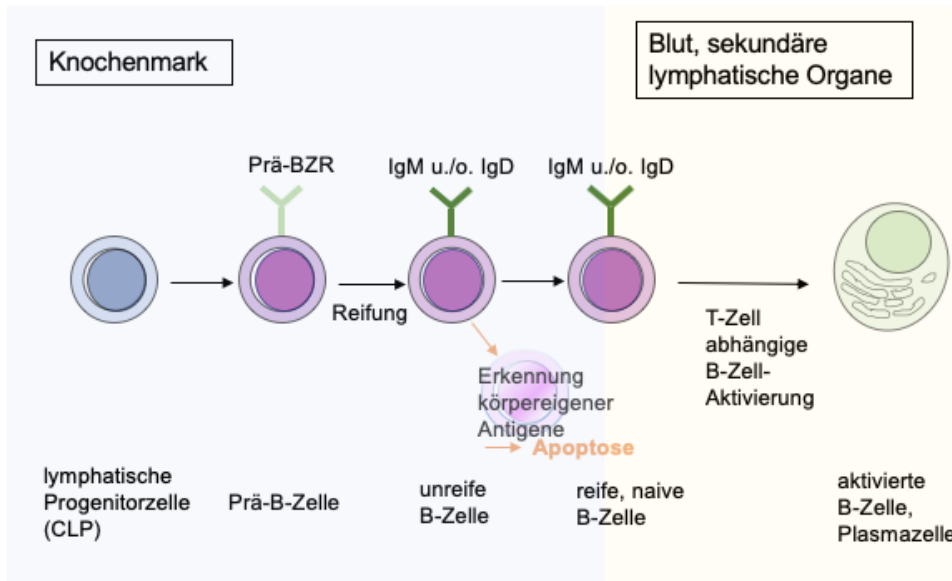 Knochenmark
Blut, sekundäre
lymphatische Organe
Prä-BZR
IgM u./o. IgD
IgM u./o. IgD
Reifung
T-Zell
abhängige
B-Zell-
Aktivierung
Erkennung
körpereigener
Antigene
Apoptose
lymphatische
Progenitorzelle
(CLP)
Prä-B-Zelle
unreife
B-Zelle
reife, naive
B-Zelle
aktivierte
B-Zelle,
Plasmazelle